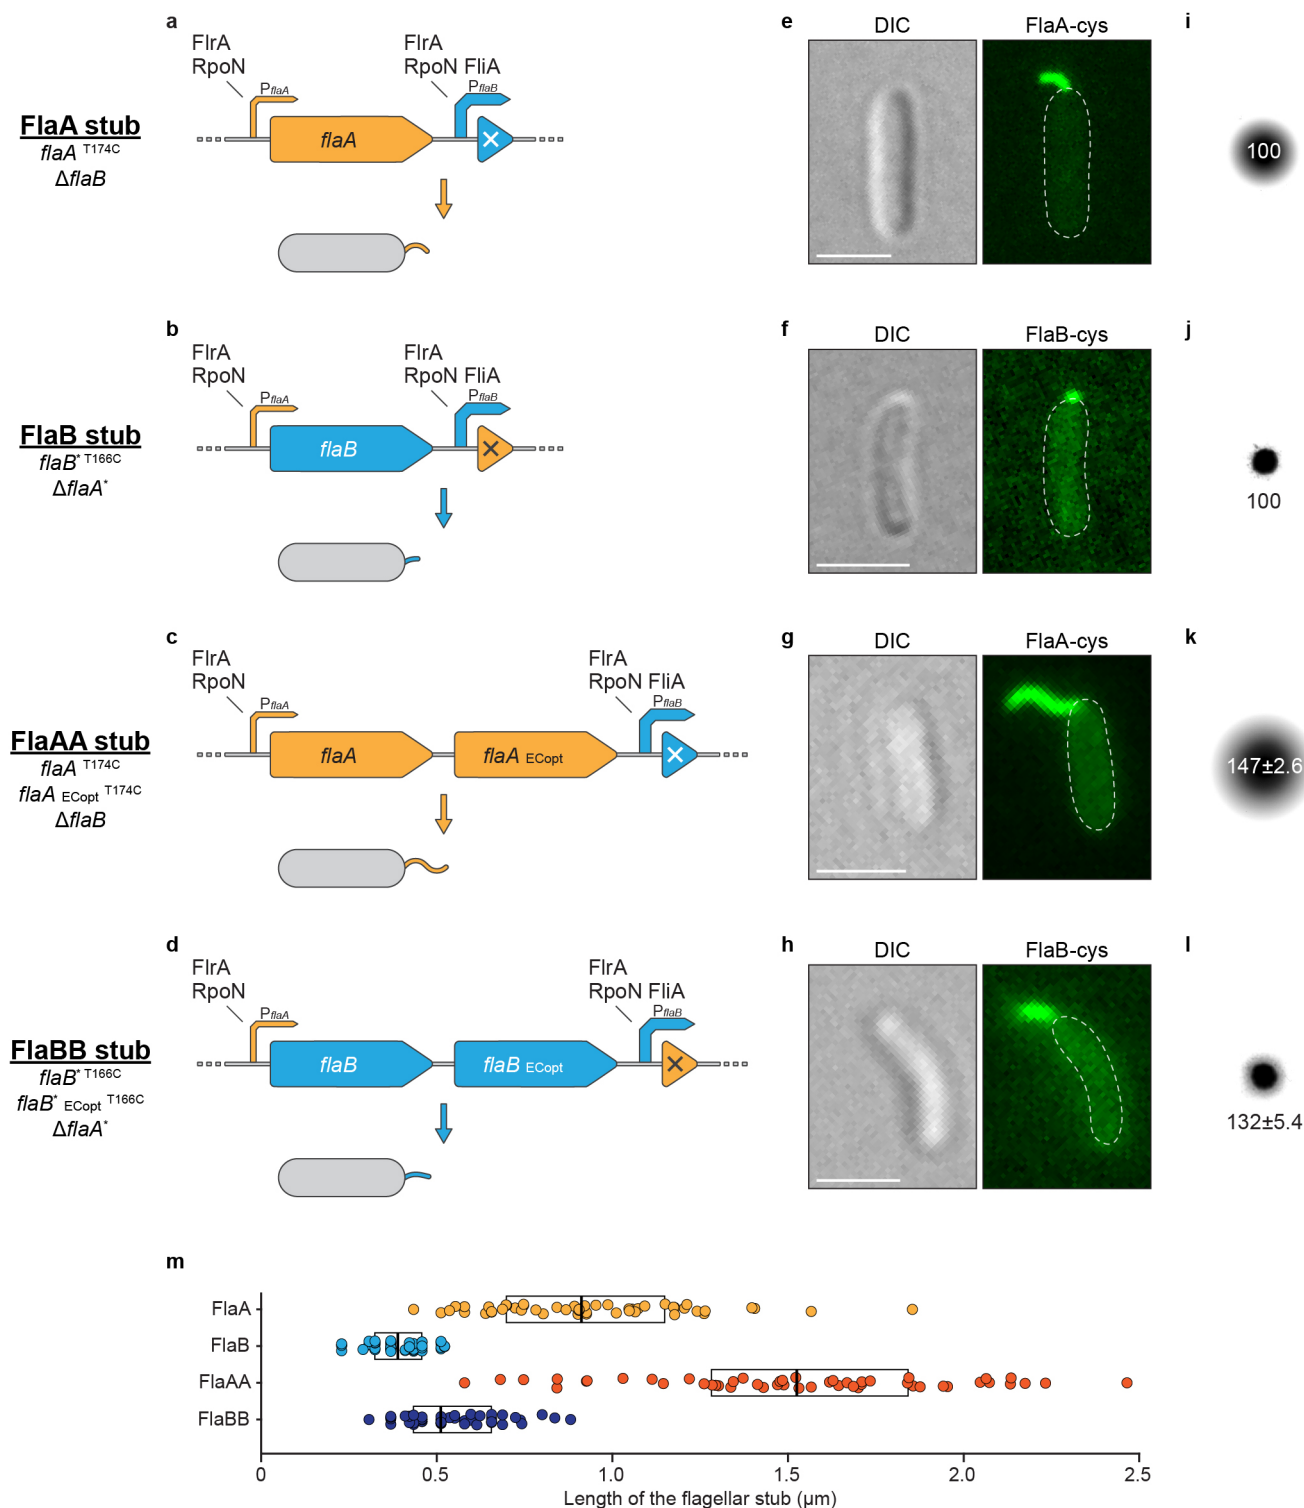 a
FlrA
RpoN
PflaA
FlrA
RpoN FliA
PflaB
FlaA stub
flaA T174C
ΔflaB
flaA
e
DIC
FlaA-cys
i
100
b
FlrA
RpoN
PflaA
FlrA
RpoN FliA
PflaB
FlaB stub
flaB* T166C
ΔflaA*
flaB
f
DIC
FlaB-cys
j
100
c
FlrA
RpoN
PflaA
FlrA
RpoN FliA
PflaB
FlaAA stub
flaA T174C
flaA ECopt T174C
ΔflaB
flaA
flaA ECopt
g
DIC
FlaA-cys
k
147±2.6
d
FlrA
RpoN
PflaA
FlrA
RpoN FliA
PflaB
FlaBB stub
flaB* T166C
flaB* ECopt T166C
ΔflaA*
flaB
flaB ECopt
h
DIC
FlaB-cys
l
132±5.4
m
FlaA
FlaB
FlaAA
FlaBB
0 0.5 1.0 1.5 2.0 2.5
Length of the flagellar stub (μm)